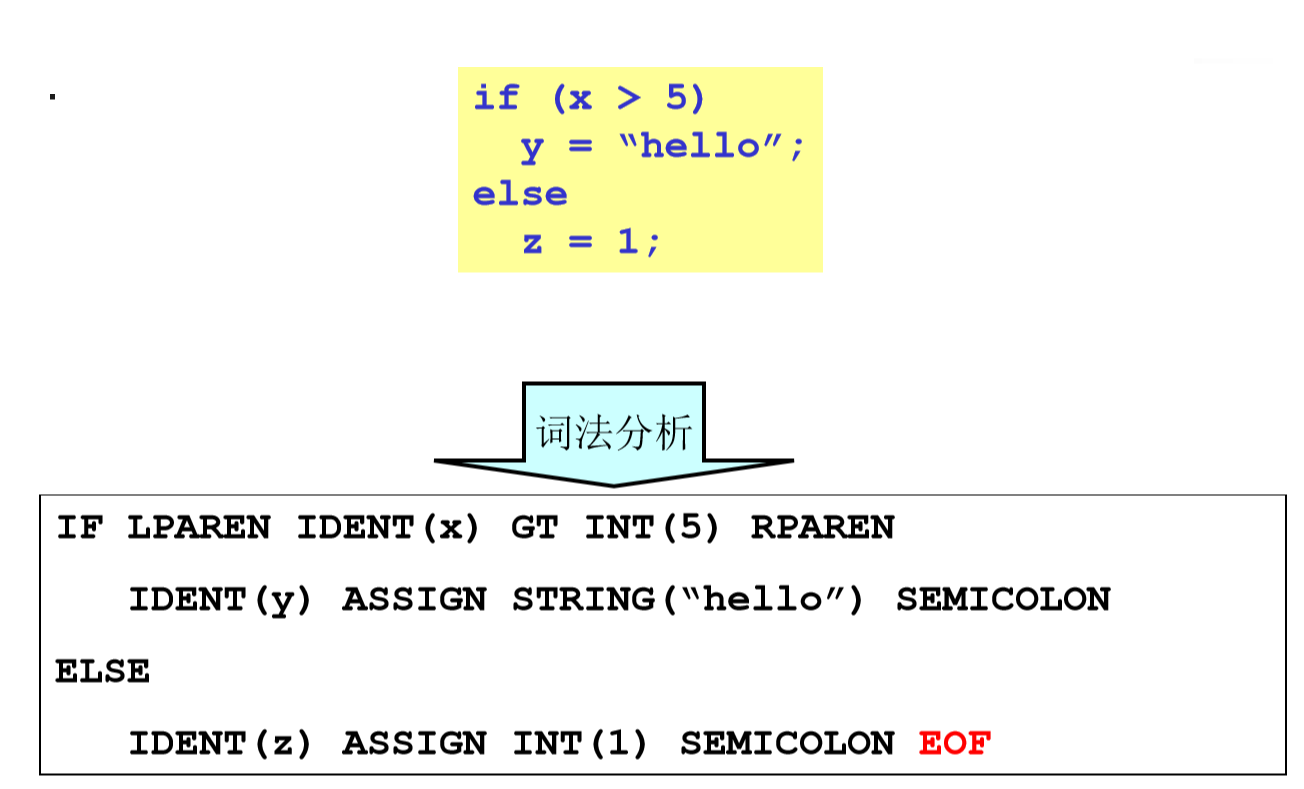 if (x > 5)
y = “hello”;
else
z = 1;
词法分析
IF LPAREN IDENT(x) GT INT(5) RPAREN
IDENT(y) ASSIGN STRING(“hello”) SEMICOLON
ELSE
IDENT(z) ASSIGN INT(1) SEMICOLON EOF